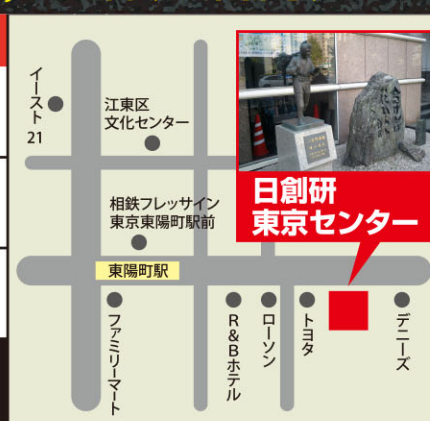 イースト
21
江東区
文化センター
日創研
東京センター
相鉄フレッサイン
東京東陽町駅前
東陽町駅
ファミリーマート
R&Bホテル
ローソン
トヨタ
デニーズ